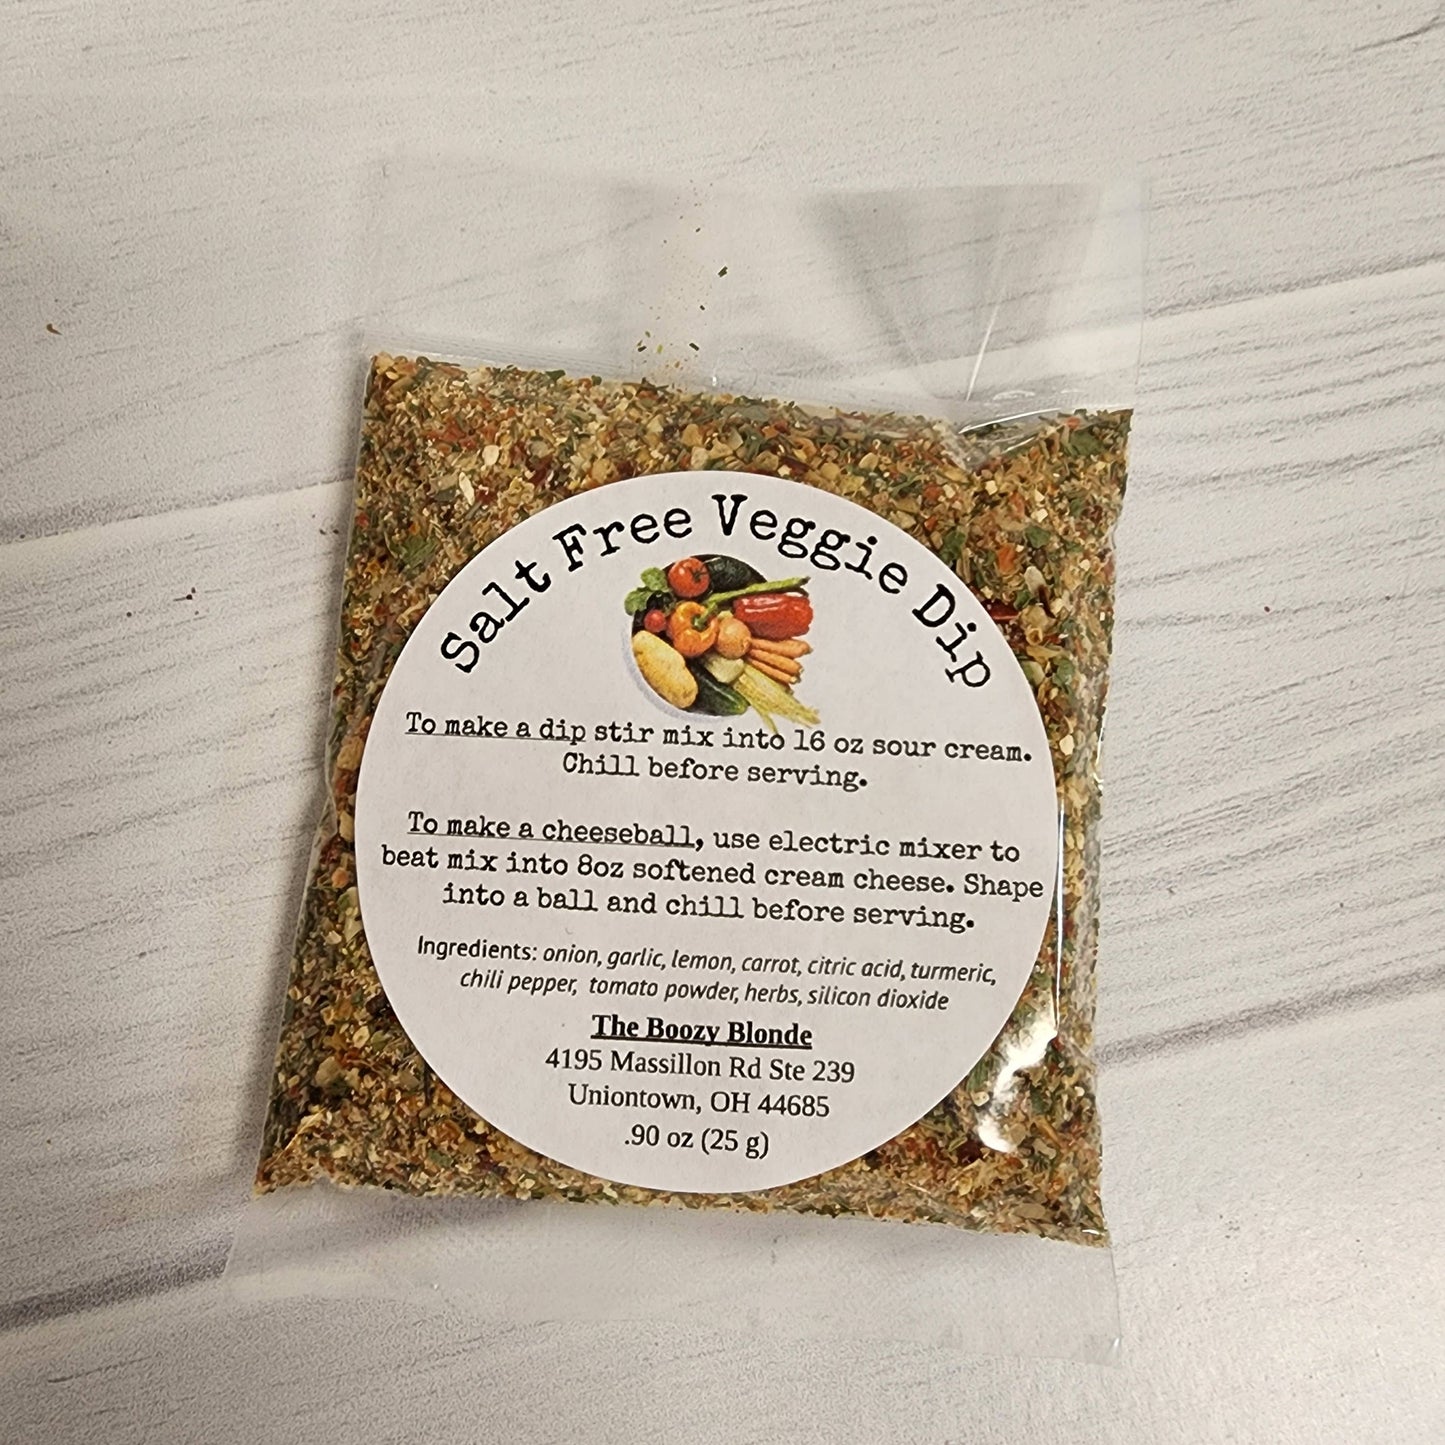 Salt Free Veggie Dip
To make a dip stir mix into 16 oz sour cream.
Chill before serving.
To make a cheeseball, use electric mixer to
beat mix into 8oz softened cream cheese. Shape
into a ball and chill before serving.
Ingredients: onion, garlic, lemon, carrot, citric acid, turmeric,
chili pepper, tomato powder, herbs, silicon dioxide
The Boozy Blonde
4195 Massillon Rd Ste 239
Uniontown, OH 44685
.90 oz (25 g)